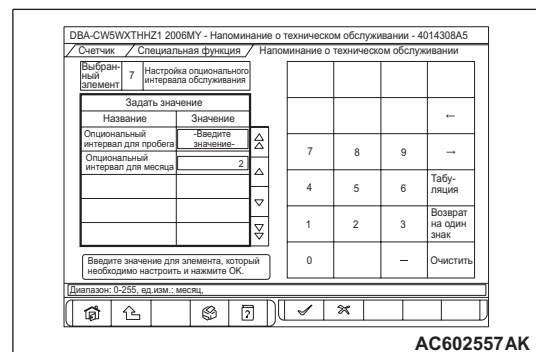 DBA-CW5WXTHHZ1 2006MY - Напоминание о техническом обслуживании - 4014308A5
Счетчик / Специальная функция / Напоминание о техническом обслуживании
Выбран-
ный
элемент
7
Настройка опционального
интервала обслуживания
Задать значение
Название Значение
Опциональный
интервал для пробега
-Введите
значение-
Опциональный
интервал для месяца
2
Введите значение для элемента, который
необходимо настроить и нажмите OK.
←
7 8 9 →
4 5 6 Табу-
ляция
1 2 3 Возврат
на один
знак
0 — Очистить
Диапазон: 0-255, ед.изм.: месяц,
?
AC602557AK